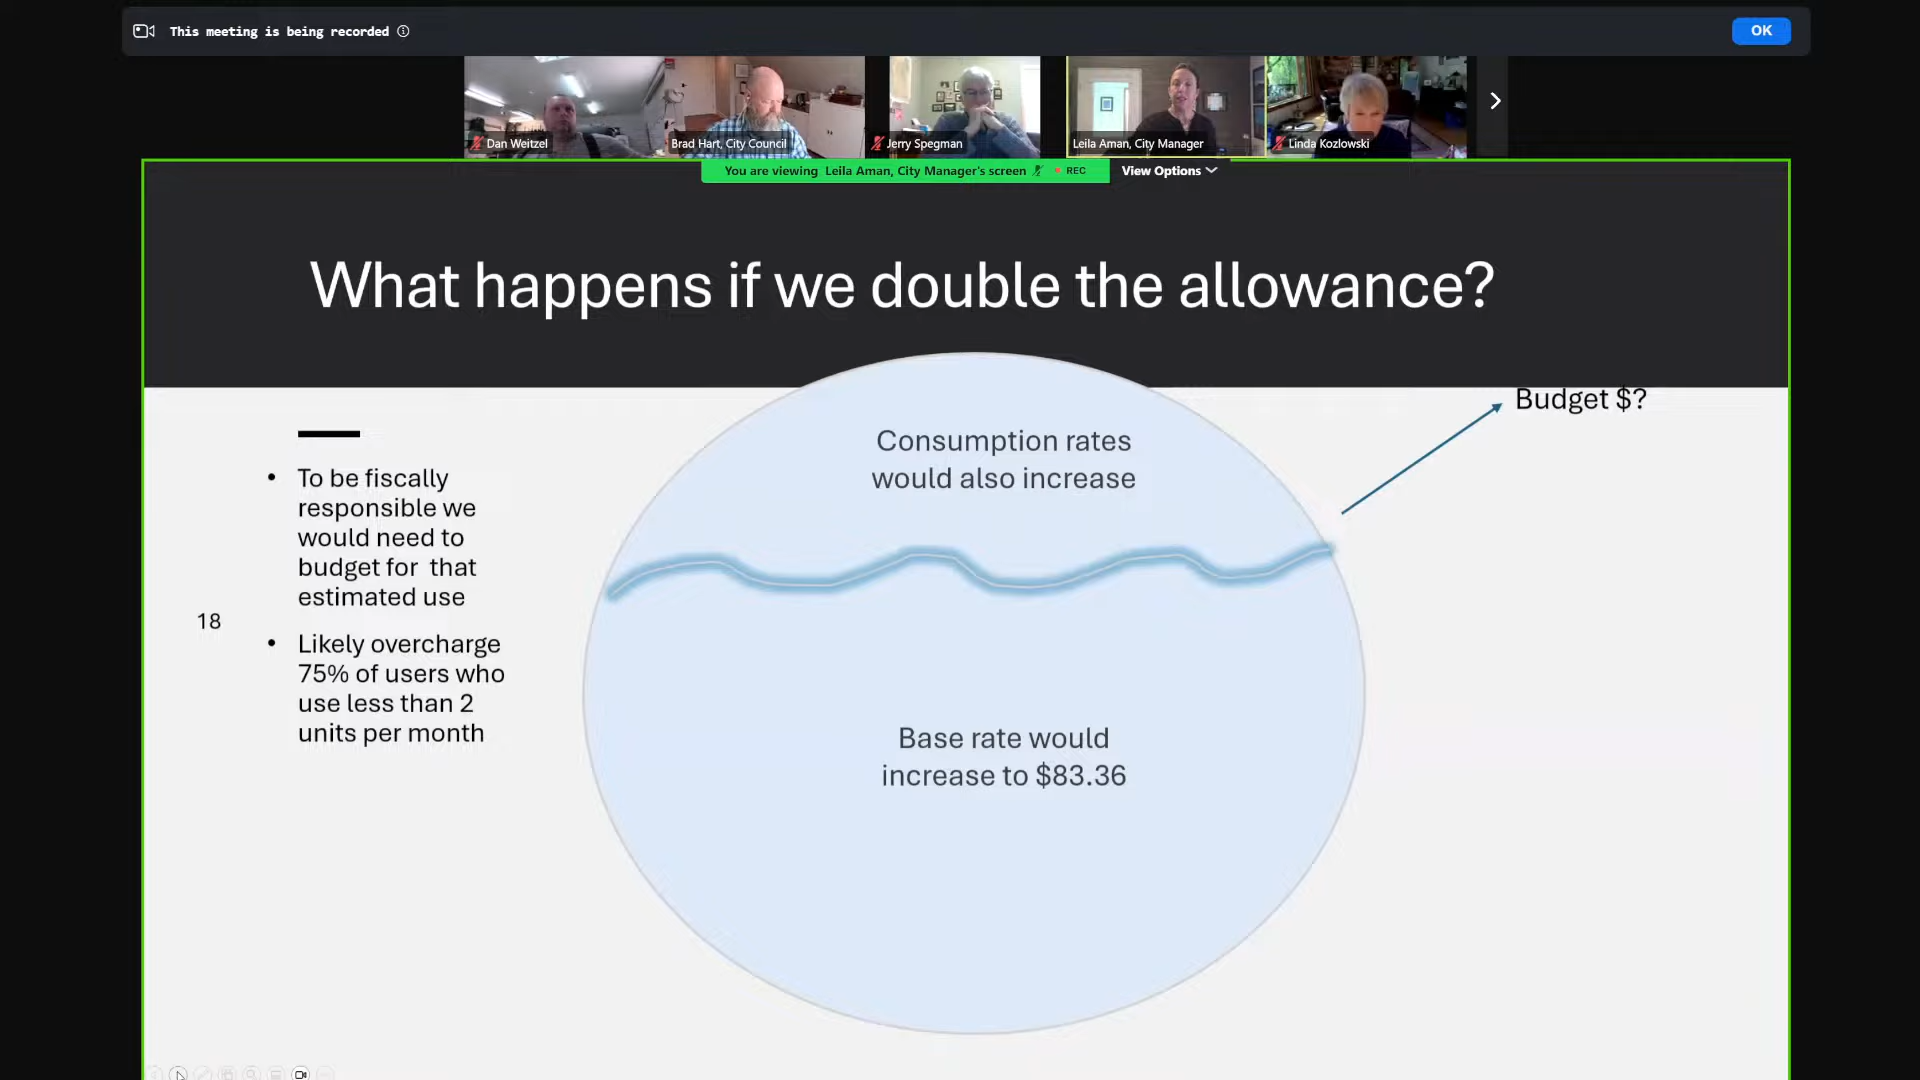 This meeting is being recorded
OK
Dan Weitzel
Brad Hart, City Council
Jerry Spegman
Leila Aman, City Manager
Linda Kozlowski
You are viewing Leila Aman, City Manager's screen
REC
View Options
What happens if we double the allowance?
Budget $?
Consumption rates
would also increase
• To be fiscally
responsible we
would need to
budget for that
estimated use
18
• Likely overcharge
75% of users who
use less than 2
units per month
Base rate would
increase to $83.36